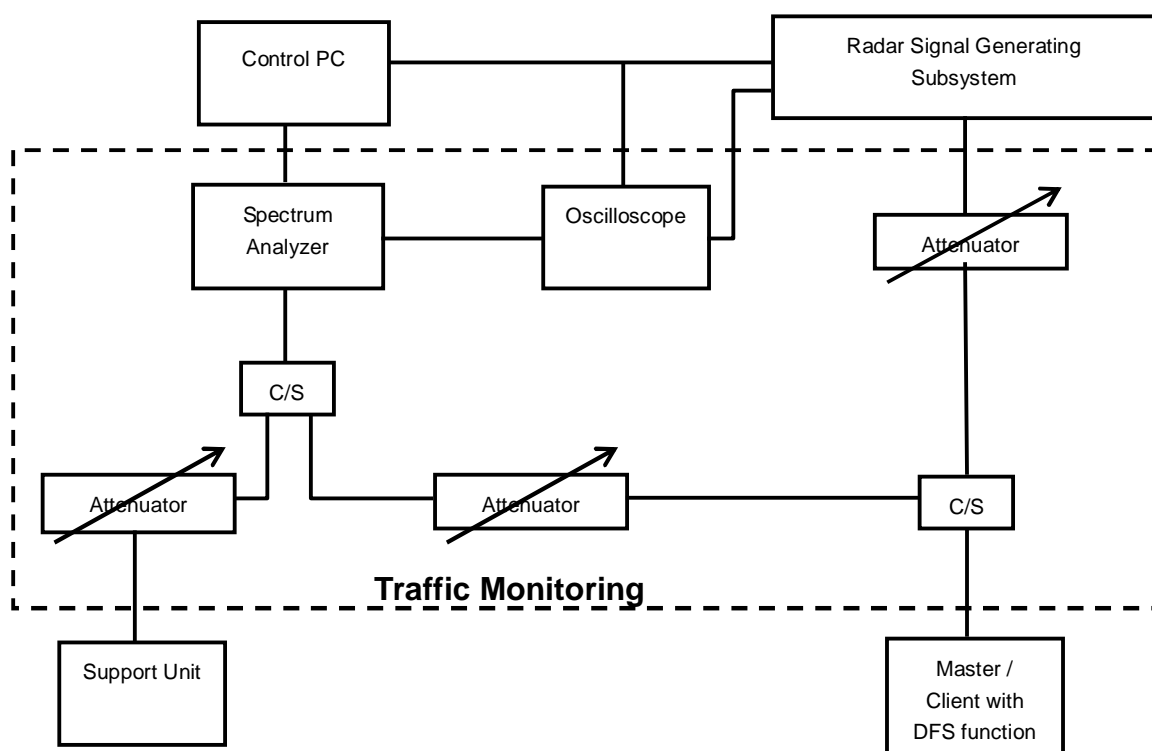 Control PC
Radar Signal Generating
Subsystem
Spectrum
Analyzer
Oscilloscope
Attenuator
C/S
Attenuator
Attenuator
C/S
Traffic Monitoring
Support Unit
Master /
Client with
DFS function